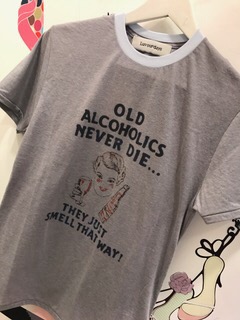 OLD
ALCOHOLICS
NEVER DIE...
THEY JUST
SMELL THAT WAY!